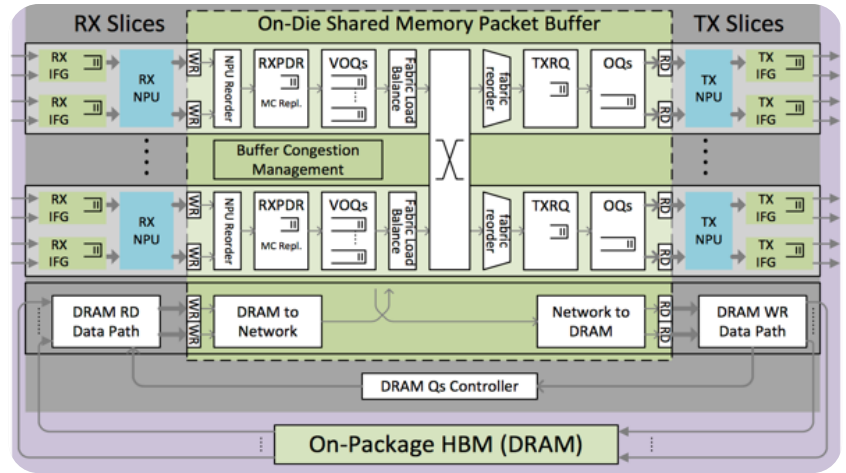 RX Slices
On-Die Shared Memory Packet Buffer
TX Slices
RX
IFG
RX
IFG
RX
NPU
WR
WR
NPU Reorder
RXPDR
MC Repl.
VOQs
Fabric Load
Balance
fabric
reorder
TXRQ
OQs
RD
RD
TX
NPU
TX
IFG
TX
IFG
Buffer Congestion
Management
RX
IFG
RX
IFG
RX
NPU
WR
WR
NPU Reorder
RXPDR
MC Repl.
VOQs
Fabric Load
Balance
fabric
reorder
TXRQ
OQs
RD
RD
TX
NPU
TX
IFG
TX
IFG
DRAM RD
Data Path
WR
WR
DRAM to
Network
Network to
DRAM
RD
RD
DRAM WR
Data Path
DRAM Qs Controller
On-Package HBM (DRAM)